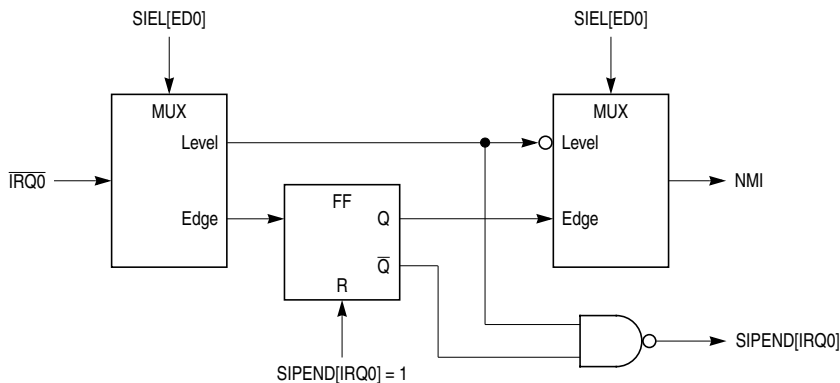 SIEL[ED0]
SIEL[ED0]
MUX
MUX
Level
Level
IRQ0
NMI
FF
Edge
Q
Edge
Q
R
SIPEND[IRQ0]
SIPEND[IRQ0] = 1